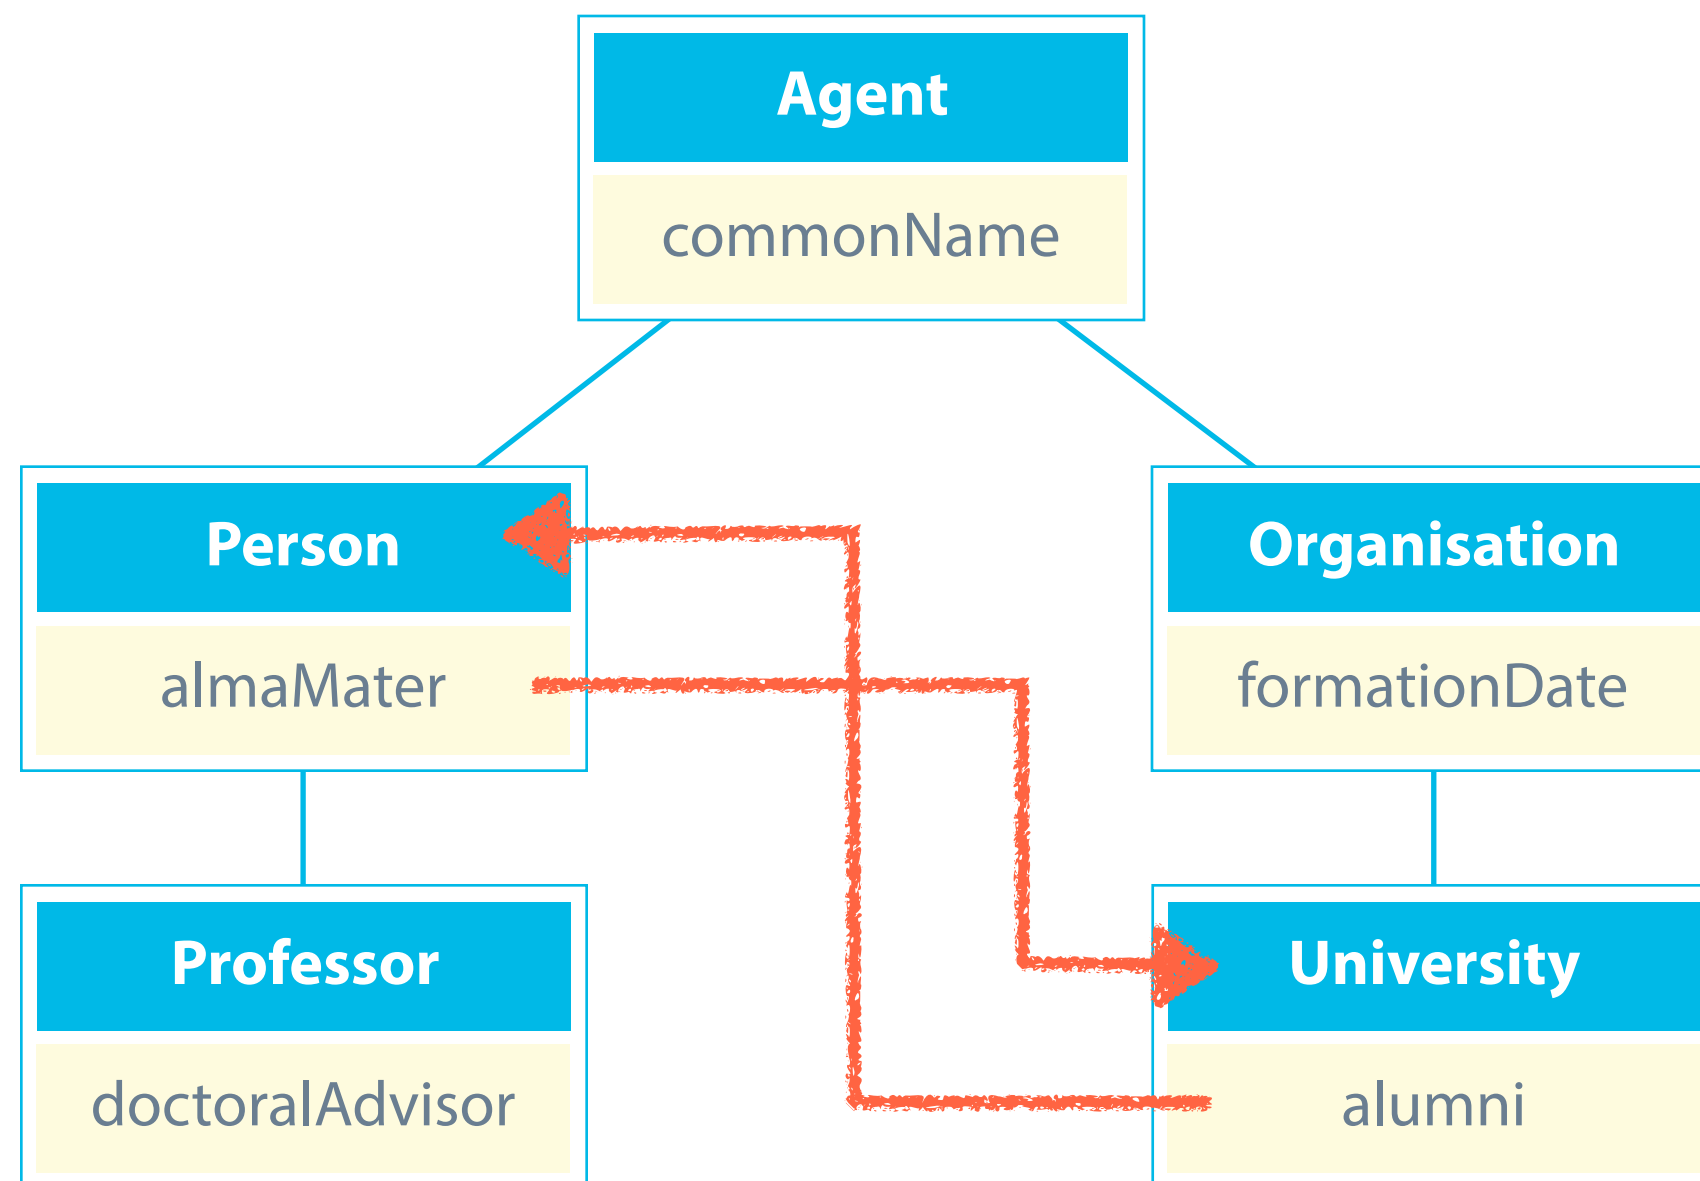 Agent
commonName
Person
Organisation
almaMater
formationDate
Professor
University
doctoralAdvisor
alumni